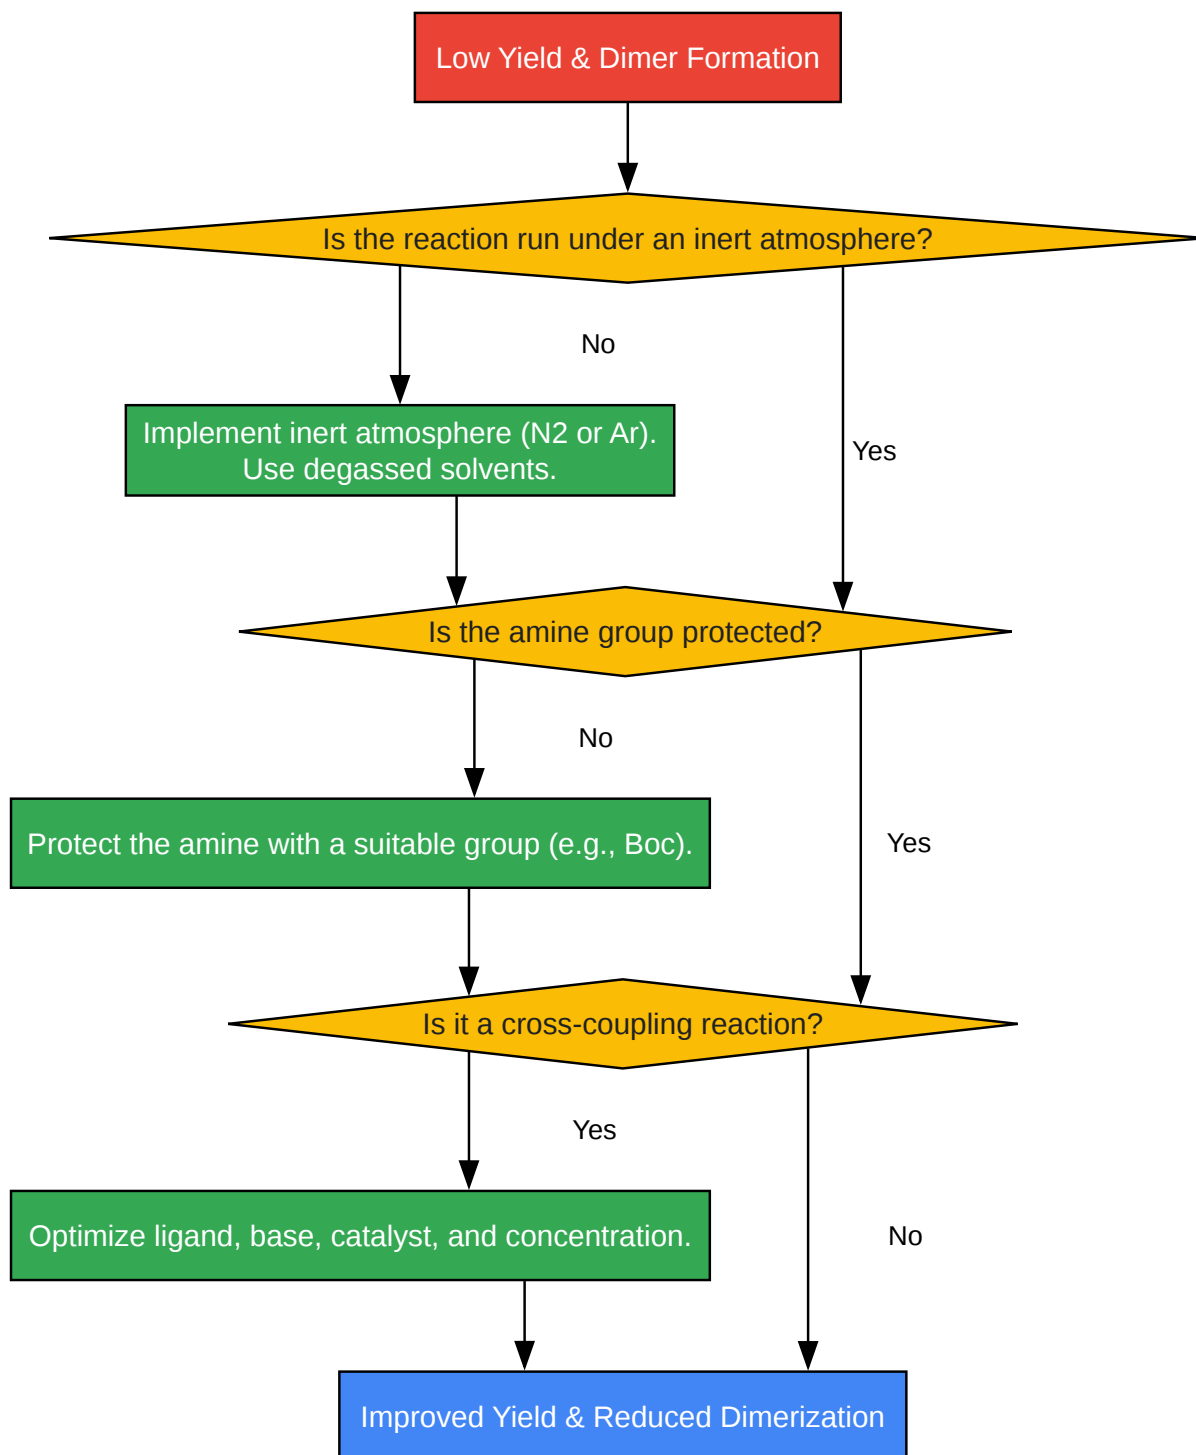 Low Yield & Dimer Formation
Is the reaction run under an inert atmosphere?
No
Implement inert atmosphere (N2 or Ar).
Use degassed solvents.
Yes
Is the amine group protected?
No
Protect the amine with a suitable group (e.g., Boc).
Yes
Is it a cross-coupling reaction?
Yes
Optimize ligand, base, catalyst, and concentration.
No
Improved Yield & Reduced Dimerization